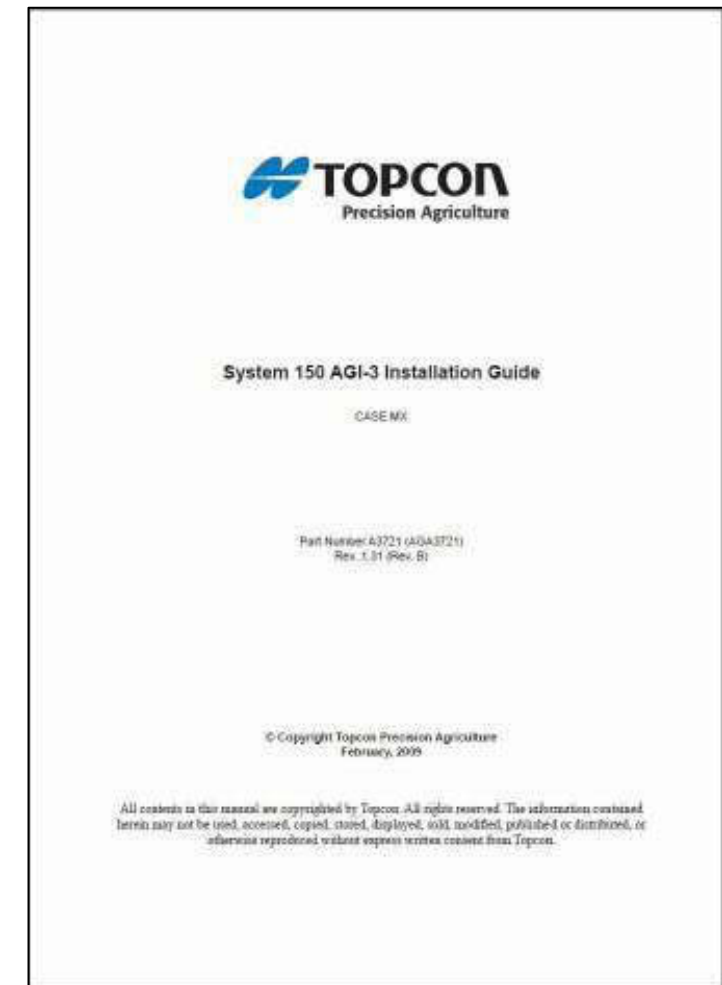 TOPCON
Precision Agriculture
System 150 AGI-3 Installation Guide
CASE MX
Part Number A3721 (AGA3721)
Rev. 1.01 (Rev. B)
© Copyright Topcon Precision Agriculture
February, 2009
All contents in this manual are copyrighted by Topcon. All rights reserved. The information contained
herein may not be used, accessed, copied, stored, displayed, sold, modified, published or distributed, or
otherwise reproduced without express written consent from Topcon.